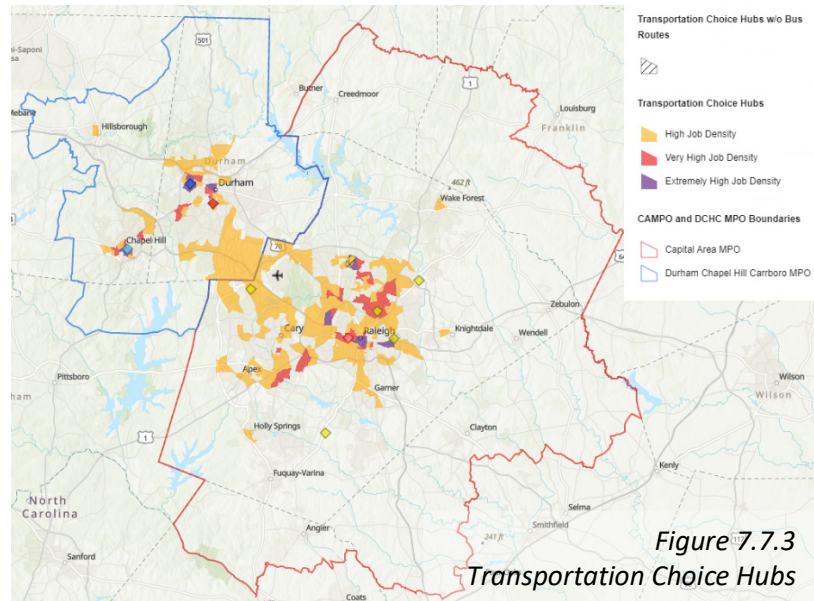 Transportation Choice Hubs w/o Bus
Routes
Transportation Choice Hubs
High Job Density
Very High Job Density
Extremely High Job Density
CAMPO and DCHC MPO Boundaries
Capital Area MPO
Durham Chapel Hill Carrboro MPO
mi-Saponi
501
Butner
Creedmoor
1
Louisburg
Franklin
Mebane
Hillsborough
Durham
Durham
462 ft
Wake Forest
Chapel Hill
70
64
Zebulon
Cary
Raleigh
Knightdale
Wendell
Pittsboro
Apex
Garner
Wilson
Wilson
1
Holly Springs
Clayton
Fuquay-Varina
Kenly
North
Carolina
Angier
Selma
Smithfield
241 ft
Sanford
Coats
Figure 7.7.3
Transportation Choice Hubs